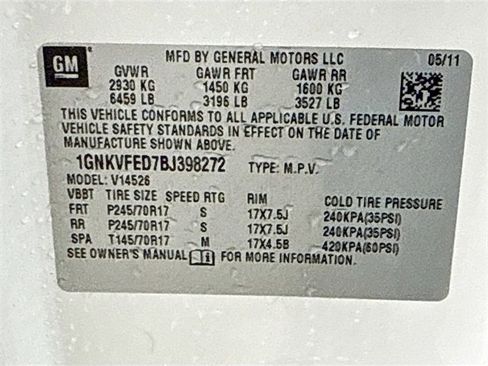 GM
MFD BY GENERAL MOTORS LLC 05/11
GVWR GAWR FRT GAWR RR
2930 KG 1450 KG 1600 KG
6459 LB 3196 LB 3527 LB
THIS VEHICLE CONFORMS TO ALL APPLICABLE U.S. FEDERAL MOTOR
VEHICLE SAFETY STANDARDS IN EFFECT ON THE DATE OF
MANUFACTURE SHOWN ABOVE.
1GNKVFED7BJ398272 TYPE: M.P.V.
MODEL: V14526
VBBT TIRE SIZE SPEED RTG RIM COLD TIRE PRESSURE
FRT P245/70R17 S 17X7.5J 240KPA(35PSI)
RR P245/70R17 S 17X7.5J 240KPA(35PSI)
SPA T145/70R17 M 17X4.5B 420KPA(60PSI)
SEE OWNER'S MANUAL FOR MORE INFORMATION.